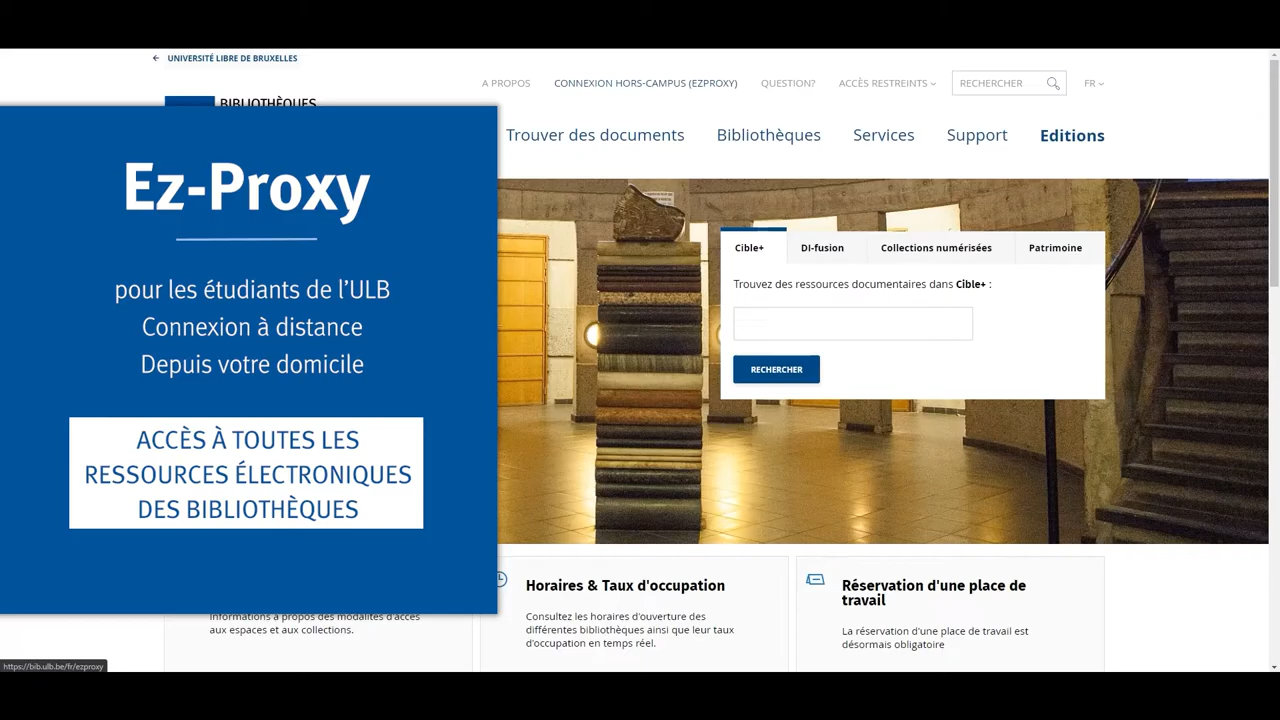 UNIVERSITÉ LIBRE DE BRUXELLES
A PROPOS
CONNEXION HORS-CAMPUS (EZPROXY)
QUESTION?
ACCÈS RESTREINTS
RECHERCHER
FR
BIBLIOTHÈQUES
Trouver des documents
Bibliothèques
Services
Support
Editions
Ez-Proxy
pour les étudiants de l'ULB
Connexion à distance
Depuis votre domicile
ACCÈS À TOUTES LES
RESSOURCES ÉLECTRONIQUES
DES BIBLIOTHÈQUES
Cible+
DI-fusion
Collections numérisées
Patrimoine
Trouvez des ressources documentaires dans Cible+ :
RECHERCHER
Informations à propos des modalités d'accès
aux espaces et aux collections.
Horaires & Taux d'occupation
Consultez les horaires d'ouverture des
différentes bibliothèques ainsi que leur taux
d'occupation en temps réel.
Réservation d'une place de
travail
La réservation d'une place de travail est
désormais obligatoire
https://bib.ulb.be/fr/ezproxy